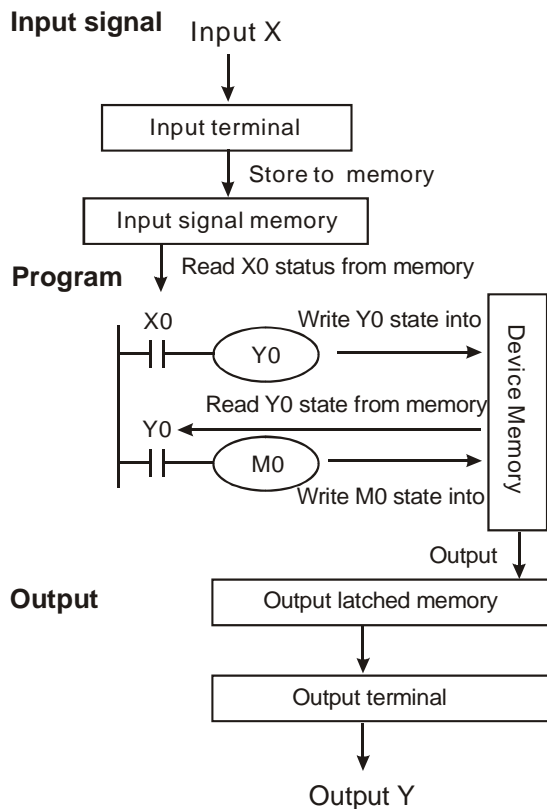 Input signal
Input X
Input terminal
Store to memory
Input signal memory
Read X0 status from memory
Program
X0
Write Y0 state into
Y0
Device Memory
Read Y0 state from memory
Y0
M0
Write M0 state into
Output
Output
Output latched memory
Output terminal
Output Y